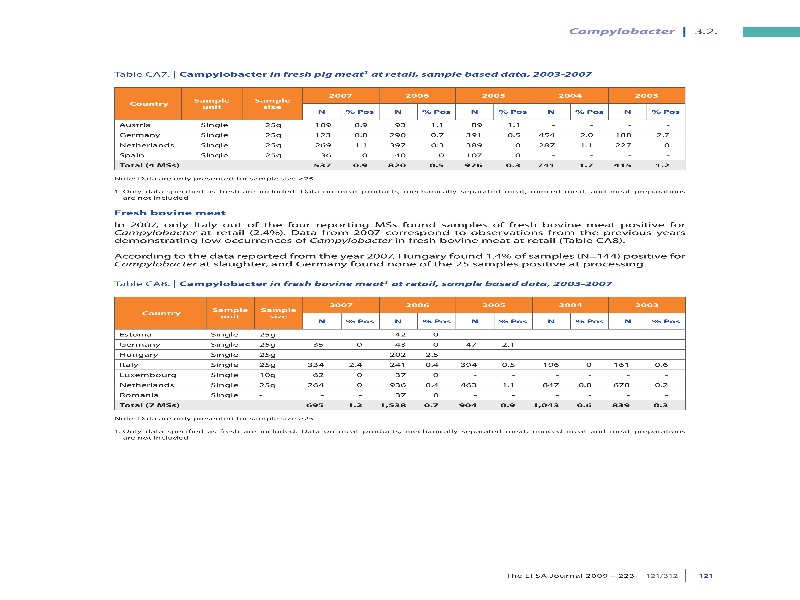 Campylobacter | 3.2.
Table CA7. | Campylobacter in fresh pig meat¹ at retail, sample based data, 2003-2007
Country Sample unit Sample size 2007 2006 2005 2004 2003
N % Pos N % Pos N % Pos N % Pos N % Pos
Austria Single 25g 109 0.9 93 1.1 89 1.1 - - - -
Germany Single 25g 123 0.8 290 0.7 391 0.5 454 2.0 188 2.7
Netherlands Single 25g 269 1.1 397 0.3 389 0 287 1.1 227 0
Spain Single 25g 36 0 40 0 107 0 - - - -
Total (4 MSs) 537 0.9 820 0.5 976 0.3 741 1.7 415 1.2
Note: Data are only presented for sample size ≥25.
1. Only data specified as fresh are included. Data on meat products, mechanically separated meat, minced meat, and meat preparations
are not included
Fresh bovine meat
In 2007, only Italy out of the four reporting MSs found samples of fresh bovine meat positive for
Campylobacter at retail (2.4%). Data from 2007 correspond to observations from the previous years
demonstrating low occurrences of Campylobacter in fresh bovine meat at retail (Table CA8).
According to the data reported from the year 2007, Hungary found 1.4% of samples (N=144) positive for
Campylobacter at slaughter, and Germany found none of the 25 samples positive at processing.
Table CA8. | Campylobacter in fresh bovine meat¹ at retail, sample based data, 2003-2007
Country Sample unit Sample size 2007 2006 2005 2004 2003
N % Pos N % Pos N % Pos N % Pos N % Pos
Estonia Single 25g - - 42 0 - - - - - -
Germany Single 25g 35 0 43 0 47 2.1 - - - -
Hungary Single 25g - - 202 2.5 - - - - - -
Italy Single 25g 334 2.4 241 0.4 394 0.5 196 0 161 0.6
Luxembourg Single 10g 62 0 37 0 - - - - - -
Netherlands Single 25g 264 0 936 0.4 463 1.1 847 0.8 678 0.2
Romania Single - - - 37 0 - - - - - -
Total (7 MSs) 695 1.2 1,538 0.7 904 0.9 1,043 0.6 839 0.3
Note: Data are only presented for sample size ≥25.
1. Only data specified as fresh are included. Data on meat products, mechanically separated meat, minced meat and meat preparations
are not included
The EFSA Journal 2009 – 223 121/312 | 121